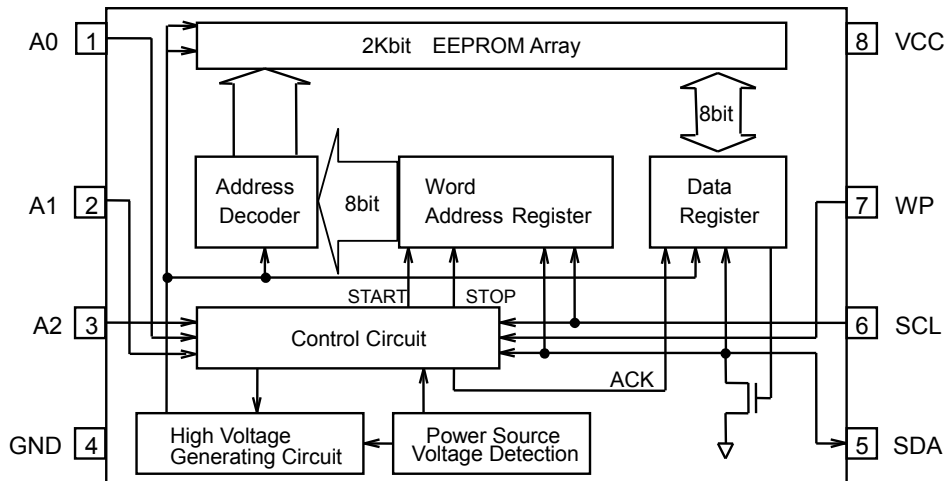 A0 1
2Kbit EEPROM Array
8 VCC
8bit
A1 2
Address
Decoder
8bit
Word
Address Register
Data
Register
7 WP
START
STOP
A2 3
Control Circuit
6 SCL
ACK
GND 4
High Voltage
Generating Circuit
Power Source
Voltage Detection
5 SDA